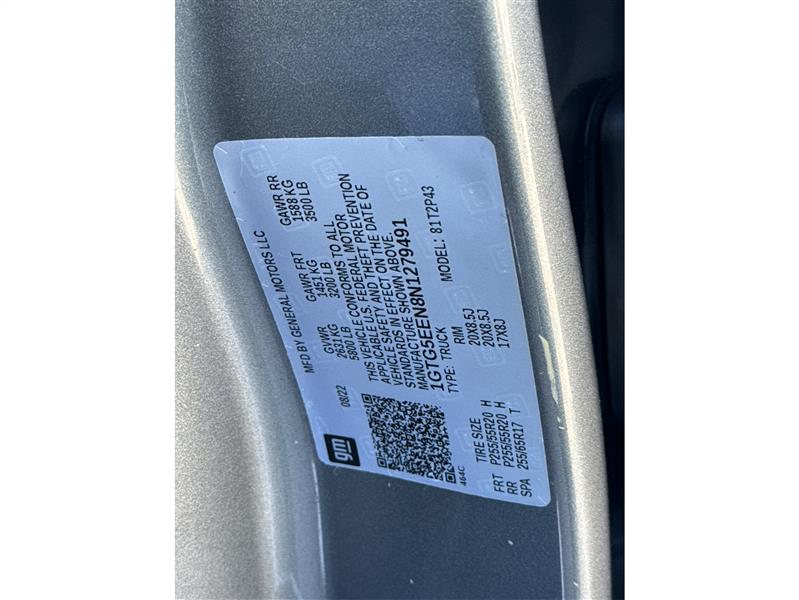 MFD BY GENERAL MOTORS LLC
gm
08/22
GVWR GAWR FRT GAWR RR
2631 KG 1451 KG 1588 KG
5800 LB 3200 LB 3500 LB
THIS VEHICLE CONFORMS TO ALL
APPLICABLE U.S. FEDERAL MOTOR
VEHICLE SAFETY AND THEFT PREVENTION
STANDARDS IN EFFECT ON THE DATE OF
MANUFACTURE SHOWN ABOVE.
1GTG5EEN8N1279491
TYPE: TRUCK MODEL: 81T2P43
464C
TIRE SIZE RIM
FRT P255/55R20 H 20X8.5J
RR P255/55R20 H 20X8.5J
SPA 255/65R17 T 17X8J